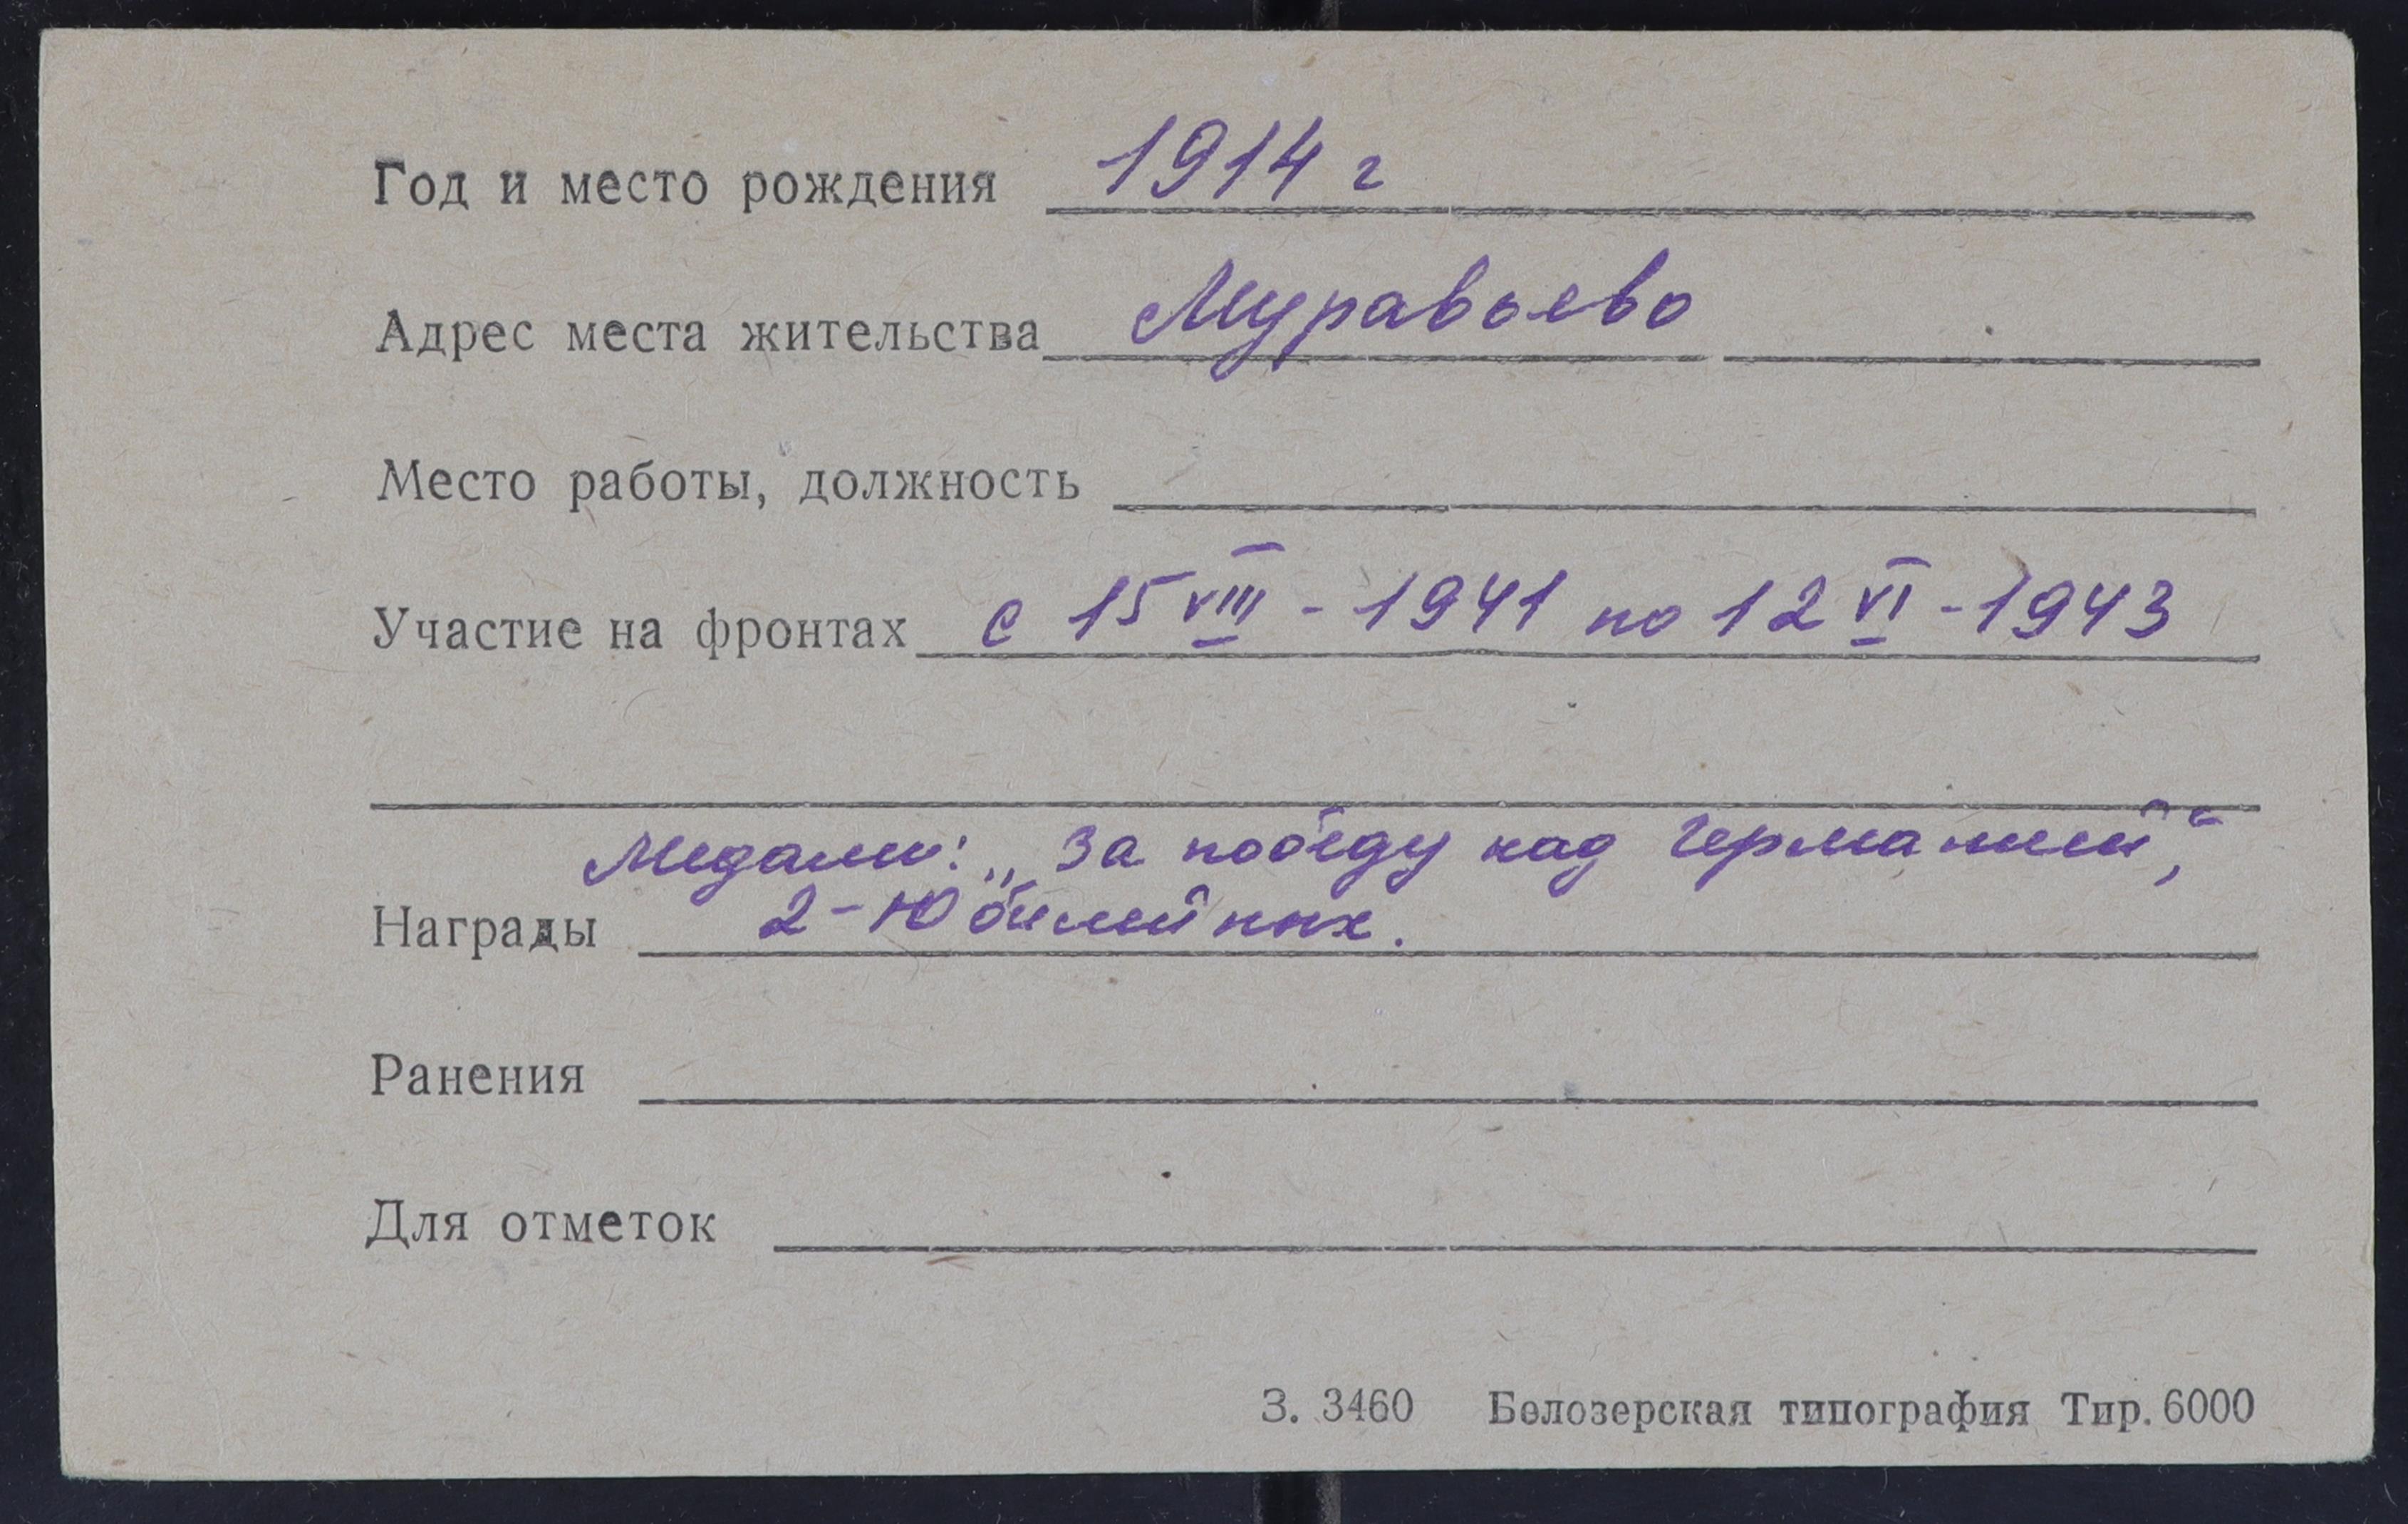 Год и место рождения 1914 г
Адрес места жительства Муравьево
Место работы, должность
Участие на фронтах с 15 VIII - 1941 по 12 VI - 1943
Медали: „За победу над Германией“,
Награды 2-Юбилейных.
Ранения
Для отметок
З. 3460 Белозерская типография Тир. 6000